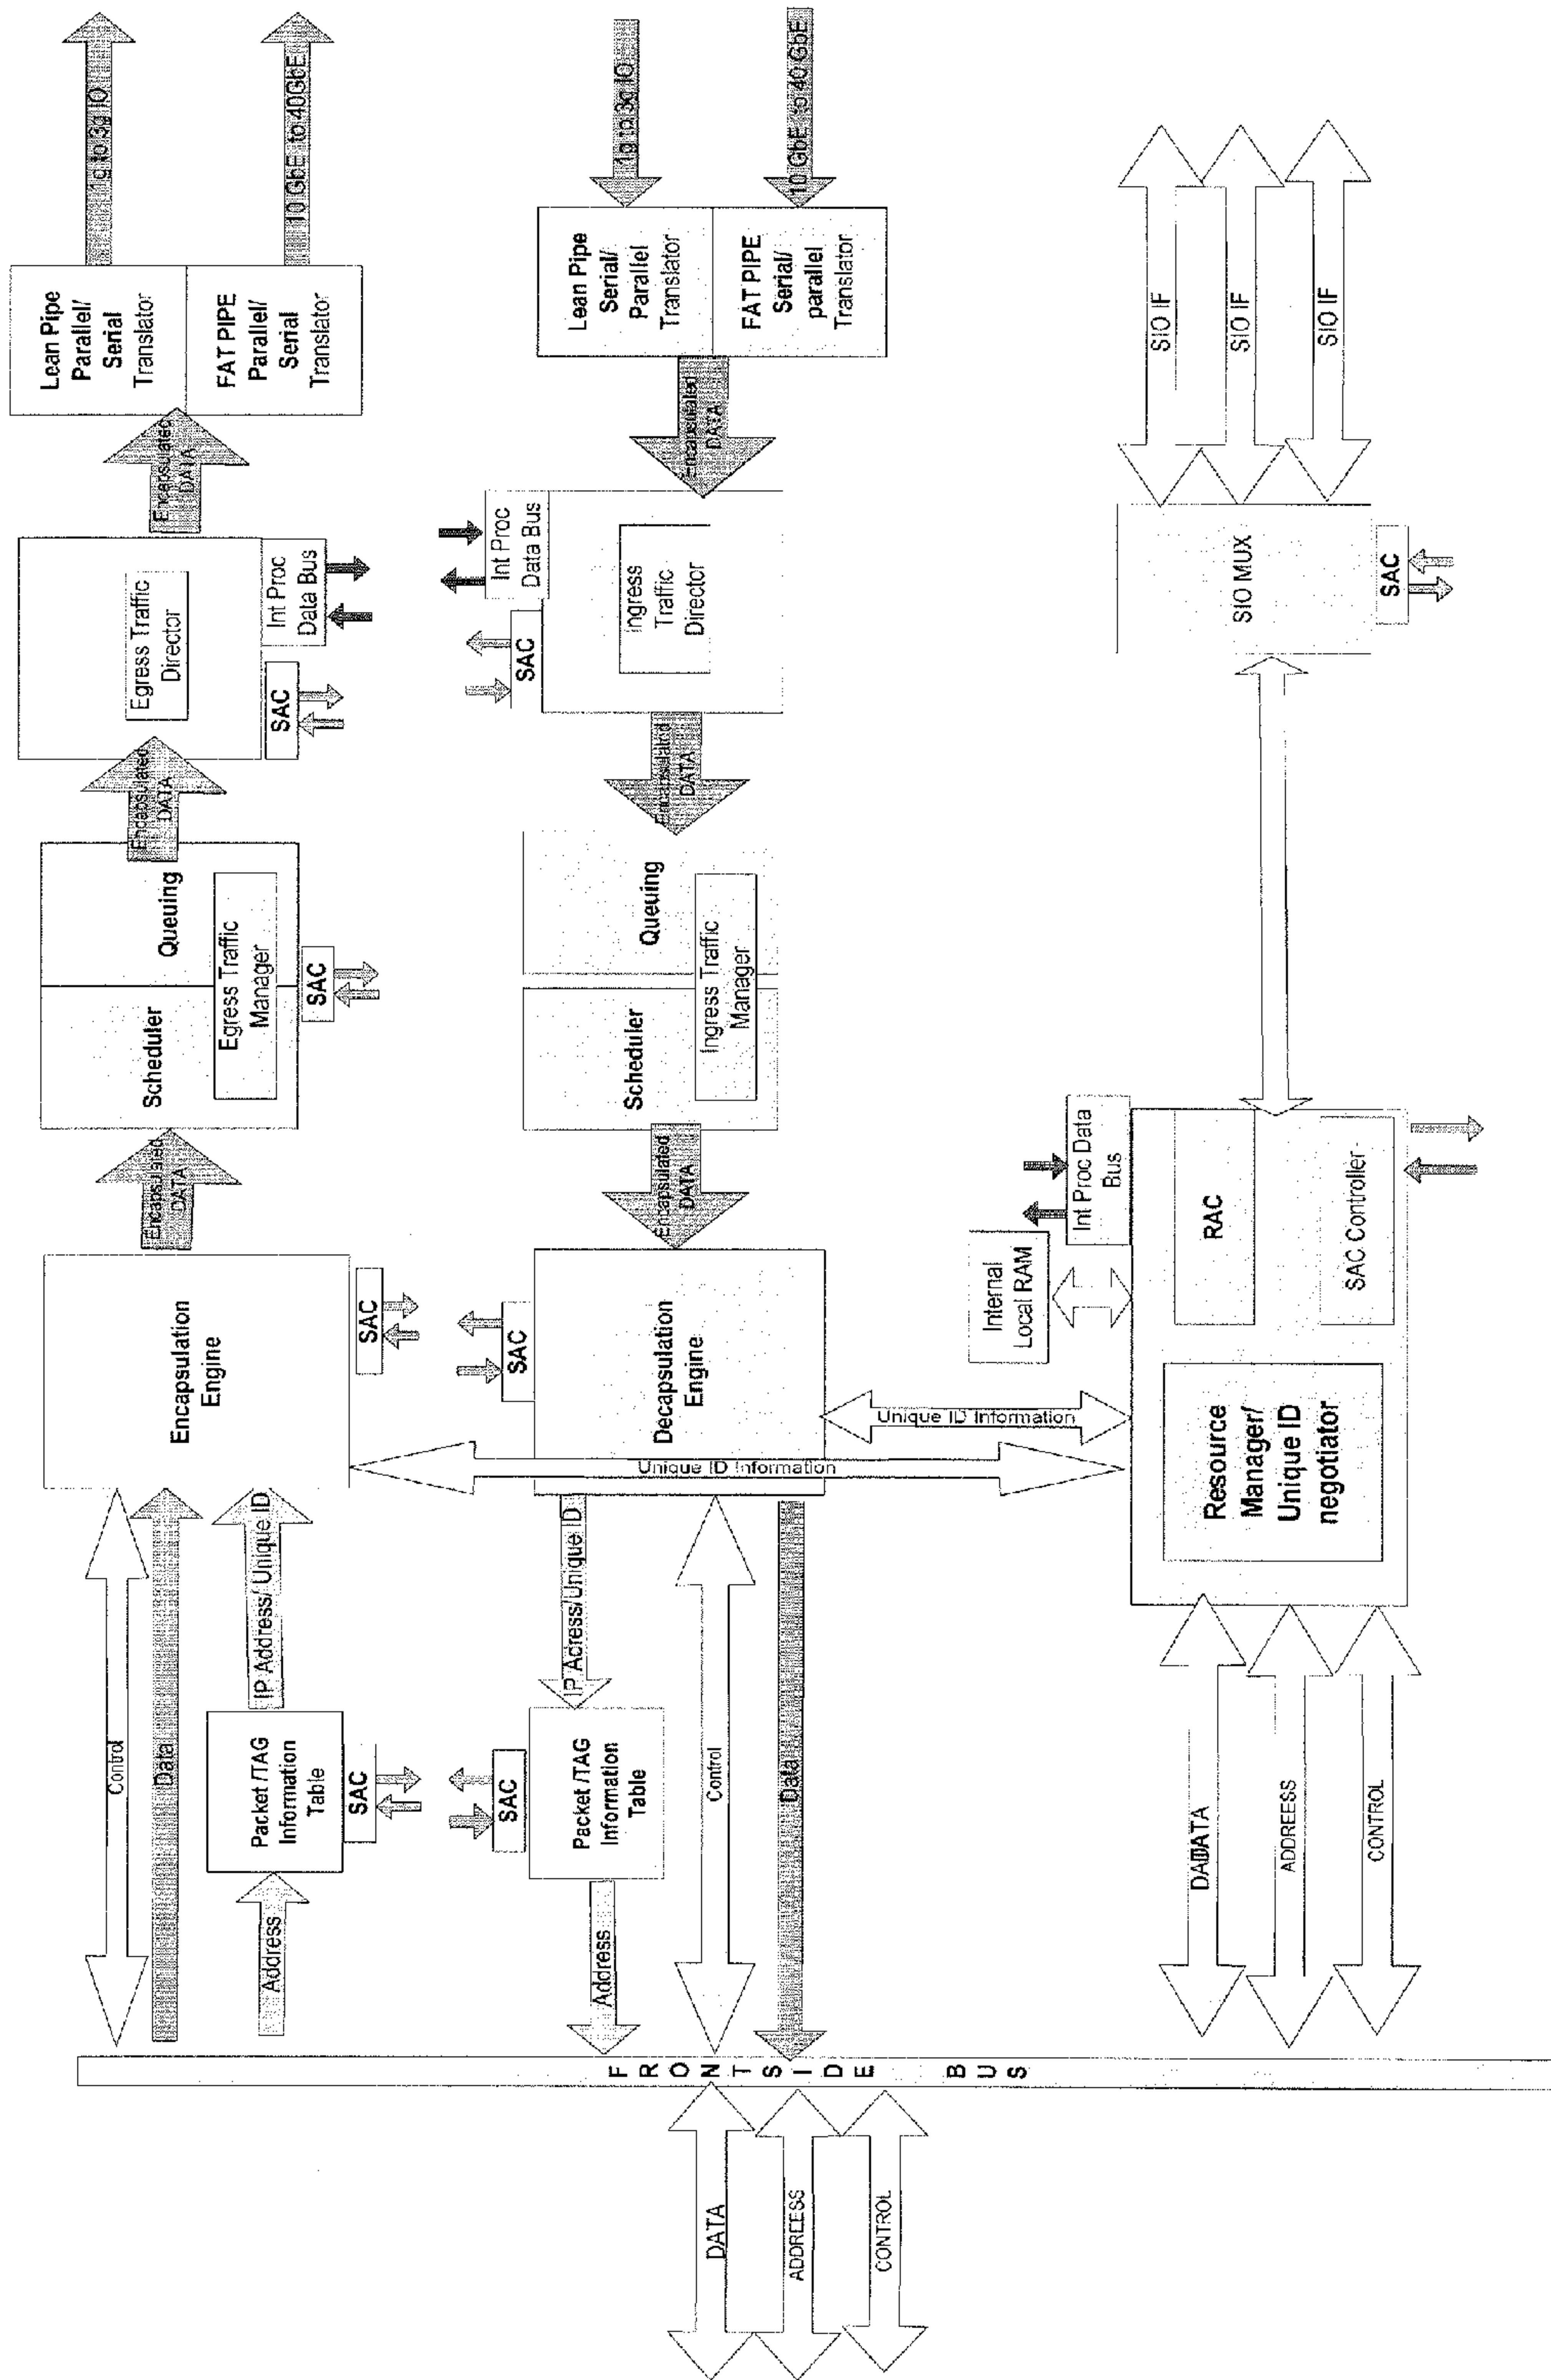 Control
Data
Address
Packet /TAG
Information
Table
SAC
IP Address/ Unique ID
Encapsulation
Engine
SAC
Encapsulated
DATA
Scheduler
Queuing
Egress Traffic
Manager
SAC
Encapsulated
DATA
Egress Traffic
Director
SAC
Int Proc
Data Bus
Encapsulated
DATA
Lean Pipe
Parallel/
Serial
Translator
FAT PIPE
Parallel/
Serial
Translator
1g to 3g IO
10 GbE to 40GbE
Address
SAC
Packet /TAG
Information
Table
IP Adress/Unique ID
Control
Data
SAC
Decapsulation
Engine
Encapsulated
DATA
Scheduler
Queuing
Ingress Traffic
Manager
Encapsulated
DATA
SAC
Int Proc
Data Bus
Ingress
Traffic
Director
Encapsulated
DATA
Lean Pipe
Serial/
Parallel
Translator
FAT PIPE
Serial/
parallel
Translator
1g to 3g IO
10 GbE to 40 GbE
Unique ID Information
Unique ID Information
FRONTSIDE BUS
DATA
ADDREESS
CONTROL
DADATA
ADDREESS
CONTROL
Resource
Manager/
Unique ID
negotiator
Internal
Local RAM
Int Proc Data
Bus
RAC
SAC Controller
SIO MUX
SAC
SIO IF
SIO IF
SIO IF